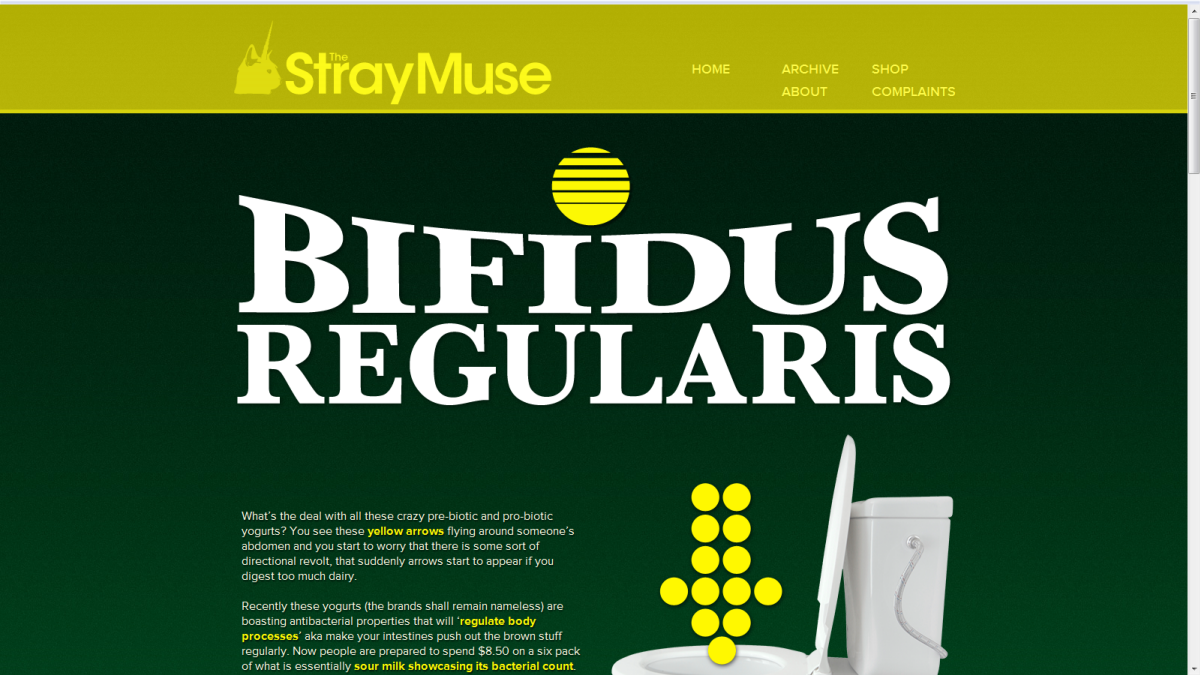 The
StrayMuse
HOME
ARCHIVE
SHOP
ABOUT
COMPLAINTS
BIFIDUS
REGULARIS
What's the deal with all these crazy pre-biotic and pro-biotic
yogurts? You see these yellow arrows flying around someone's
abdomen and you start to worry that there is some sort of
directional revolt, that suddenly arrows start to appear if you
digest too much dairy.
Recently these yogurts (the brands shall remain nameless) are
boasting antibacterial properties that will ‘regulate body
processes’ aka make your intestines push out the brown stuff
regularly. Now people are prepared to spend $8.50 on a six pack
of what is essentially sour milk showcasing its bacterial count.